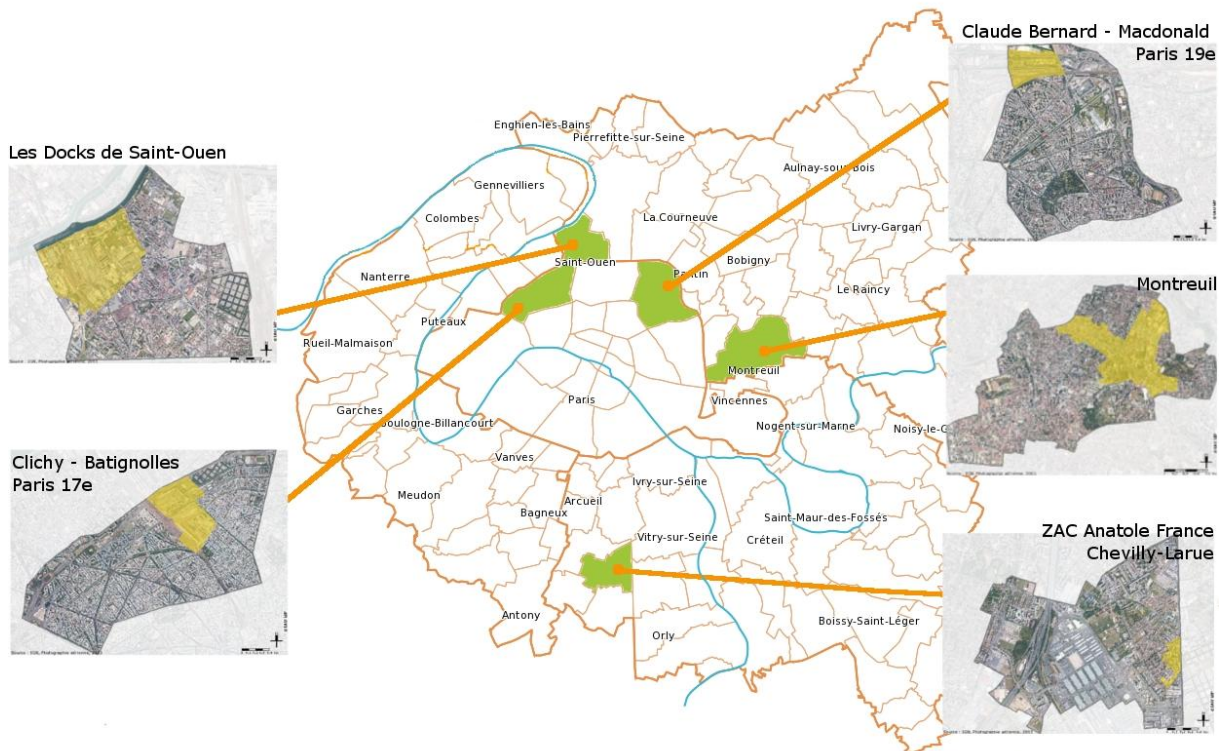 Claude Bernard - Macdonald
Paris 19e
Les Docks de Saint-Ouen
Montreuil
Clichy - Batignolles
Paris 17e
ZAC Anatole France
Chevilly-Larue
Enghien-les-Bains
Pierrefitte-sur-Seine
Gennevilliers
Aulnay-sous-Bois
Colombes
La Courneuve
Livry-Gargan
Saint-Ouen
Bobigny
Nanterre
Pantin
Le Raincy
Puteaux
Rueil-Malmaison
Montreuil
Paris
Vincennes
Garches
Boulogne-Billancourt
Nogent-sur-Marne
Noisy-le-G
Vanves
Ivry-sur-Seine
Meudon
Arcueil
Bagneux
Saint-Maur-des-Fossés
Vitry-sur-Seine
Créteil
Antony
Orly
Boissy-Saint-Léger